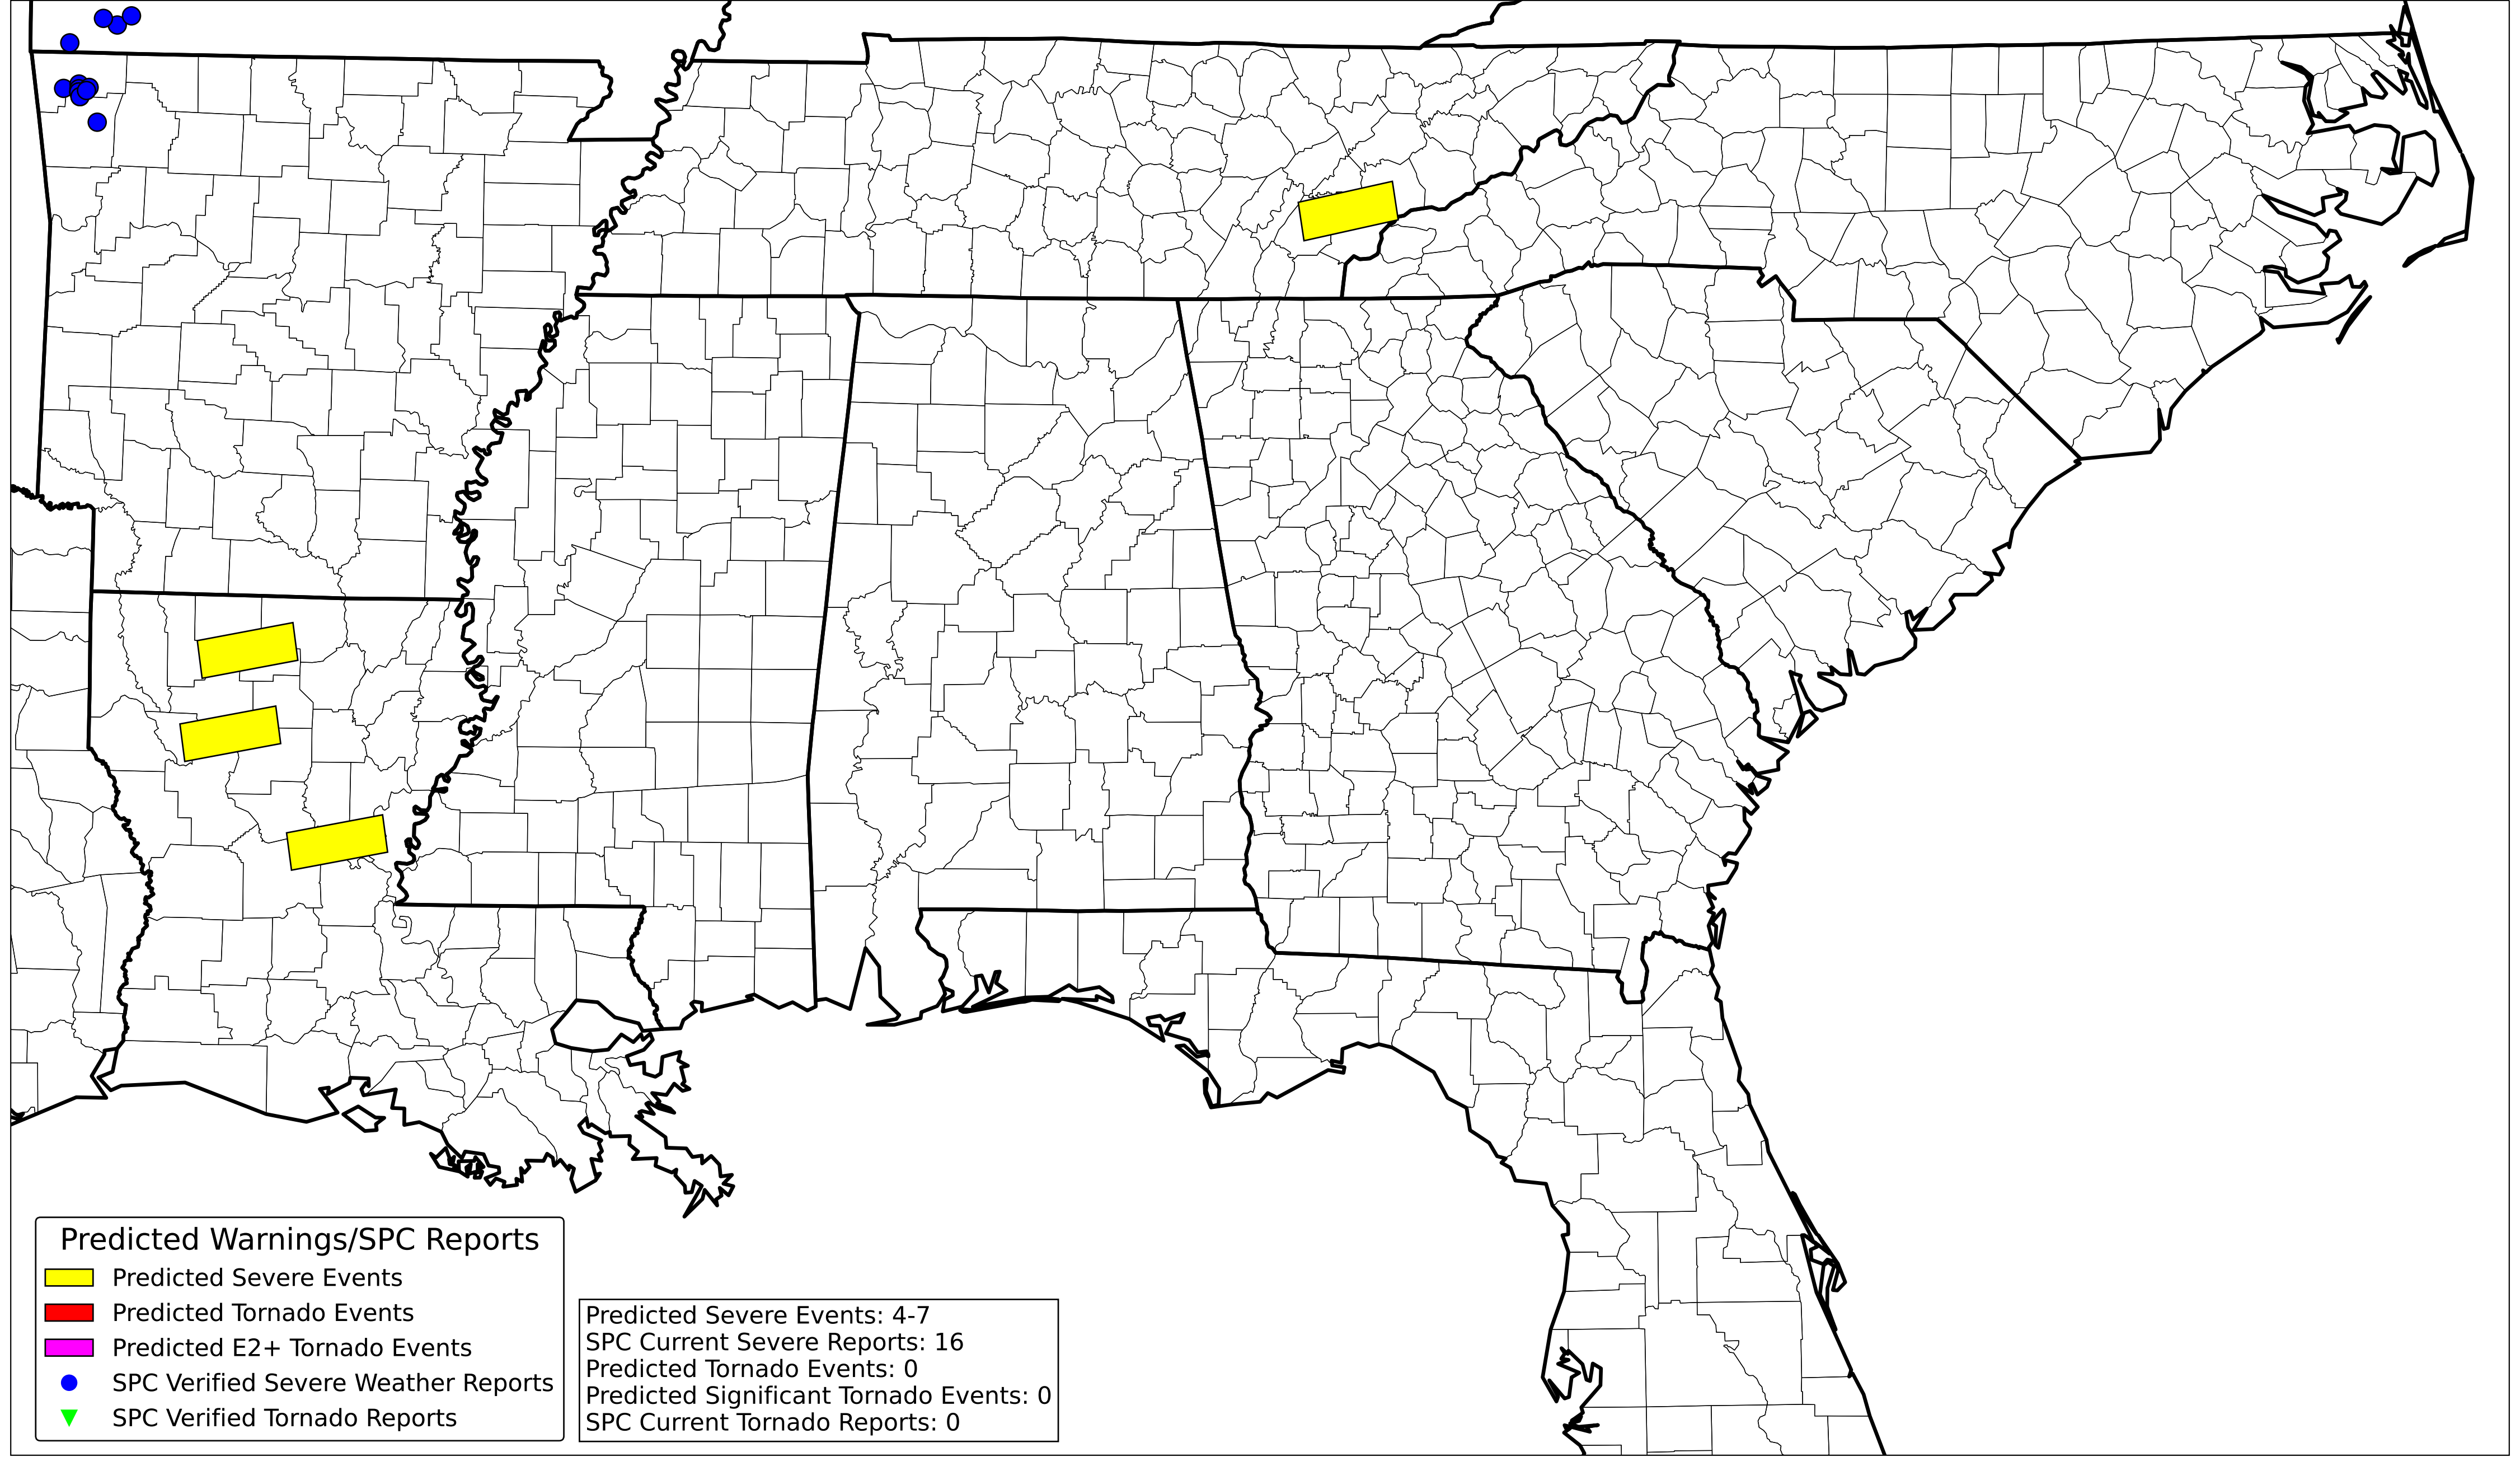 Predicted Warnings/SPC Reports
Predicted Severe Events
Predicted Tornado Events
Predicted E2+ Tornado Events
SPC Verified Severe Weather Reports
SPC Verified Tornado Reports
Predicted Severe Events: 4-7
SPC Current Severe Reports: 16
Predicted Tornado Events: 0
Predicted Significant Tornado Events: 0
SPC Current Tornado Reports: 0